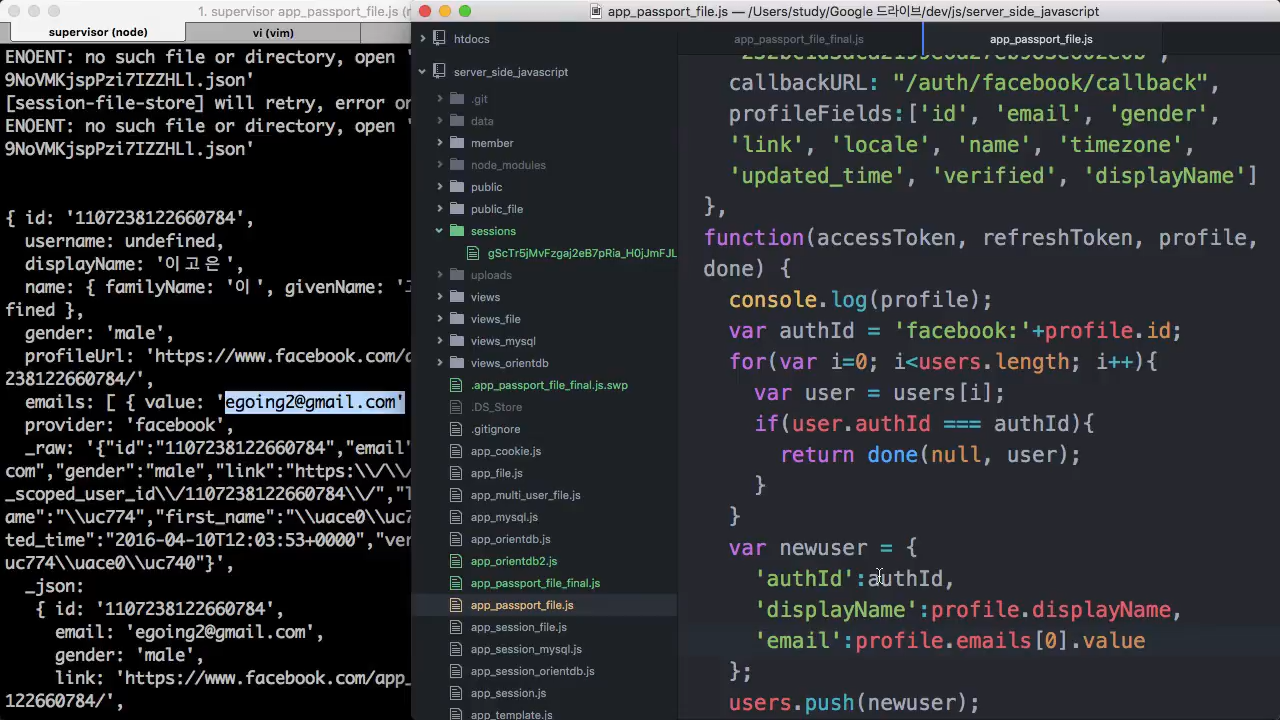 1. supervisor app_passport_file.js (n
supervisor (node)
vi (vim)
ENOENT: no such file or directory, open '
9NoVMKjspPzi7IZZHLl.json'
[session-file-store] will retry, error on
ENOENT: no such file or directory, open '
9NoVMKjspPzi7IZZHLl.json'
{ id: '1107238122660784',
username: undefined,
displayName: '이고은',
name: { familyName: '이', givenName: '고
fined },
gender: 'male',
profileUrl: 'https://www.facebook.com/a
238122660784/',
emails: [ { value: 'egoing2@gmail.com'
provider: 'facebook',
_raw: '{"id":"1107238122660784","email"
com","gender":"male","link":"https:\\/\\/
_scoped_user_id\\/1107238122660784\\/","l
ame":"\\uc774","first_name":"\\uace0\\uc7
ted_time":"2016-04-10T12:03:53+0000","ver
uc774\\uace0\\uc740"}',
_json:
{ id: '1107238122660784',
email: 'egoing2@gmail.com',
gender: 'male',
link: 'https://www.facebook.com/app_
122660784/',
app_passport_file.js — /Users/study/Google 드라이브/dev/js/server_side_javascript
htdocs
server_side_javascript
.git
data
member
node_modules
public
public_file
sessions
gScTr5jMvFzgaj2eB7pRia_H0jJmFJL
uploads
views
views_file
views_mysql
views_orientdb
.app_passport_file_final.js.swp
.DS_Store
.gitignore
app_cookie.js
app_file.js
app_multi_user_file.js
app_mysql.js
app_orientdb.js
app_orientdb2.js
app_passport_file_final.js
app_passport_file.js
app_session_file.js
app_session_mysql.js
app_session_orientdb.js
app_session.js
app_template.js
app_passport_file_final.js
app_passport_file.js
callbackURL: "/auth/facebook/callback",
profileFields:['id', 'email', 'gender',
'link', 'locale', 'name', 'timezone',
'updated_time', 'verified', 'displayName']
},
function(accessToken, refreshToken, profile,
done) {
console.log(profile);
var authId = 'facebook:'+profile.id;
for(var i=0; i<users.length; i++){
var user = users[i];
if(user.authId === authId){
return done(null, user);
}
}
var newuser = {
'authId':authId,
'displayName':profile.displayName,
'email':profile.emails[0].value
};
users.push(newuser);